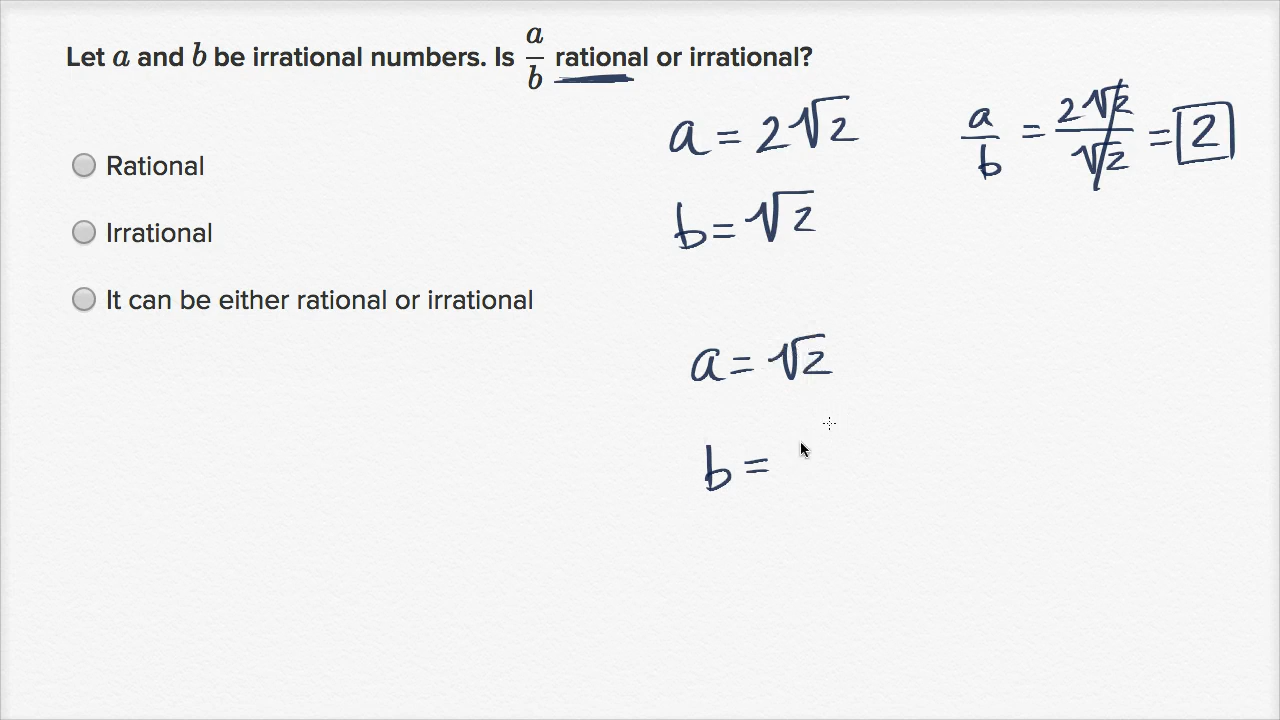 Let a and b be irrational numbers. Is a/b rational or irrational?
Rational
Irrational
It can be either rational or irrational
a = 2√2
b = √2
a/b = 2√2/√2 = 2
a = √2
b =